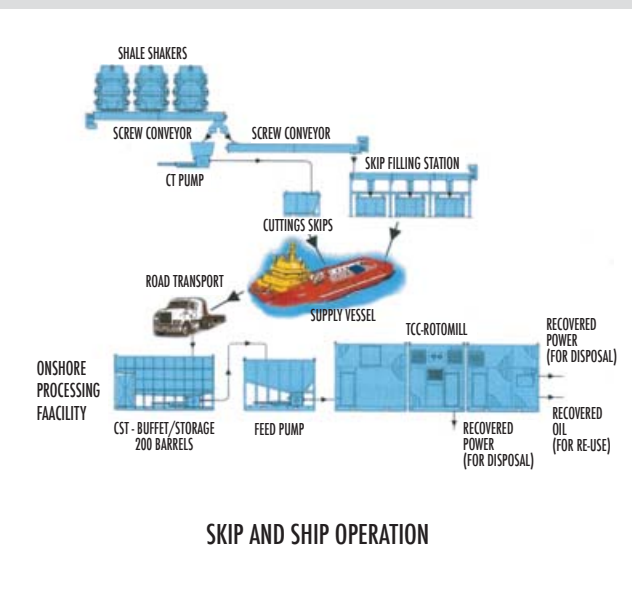 SHALE SHAKERS
SCREW CONVEYOR
SCREW CONVEYOR
SKIP FILLING STATION
CT PUMP
CUTTINGS SKIPS
ROAD TRANSPORT
SUPPLY VESSEL
TCC-ROTOMILL
RECOVERED
POWER
(FOR DISPOSAL)
ONSHORE
PROCESSING
FAACILITY
CST - BUFFET/STORAGE
200 BARRELS
FEED PUMP
RECOVERED
POWER
(FOR DISPOSAL)
RECOVERED
OIL
(FOR RE-USE)
SKIP AND SHIP OPERATION